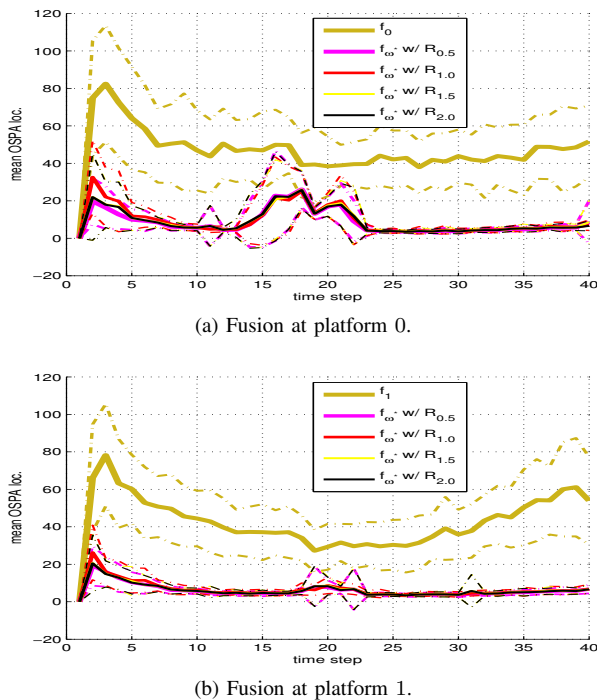 120
100
80
60
40
20
0
−20
mean OSPA loc.
f0
fω* w/ R0.5
fω* w/ R1.0
fω* w/ R1.5
fω* w/ R2.0
0 5 10 15 20 25 30 35 40
time step
(a) Fusion at platform 0.
120
100
80
60
40
20
0
−20
mean OSPA loc.
f1
fω* w/ R0.5
fω* w/ R1.0
fω* w/ R1.5
fω* w/ R2.0
0 5 10 15 20 25 30 35 40
time step
(b) Fusion at platform 1.